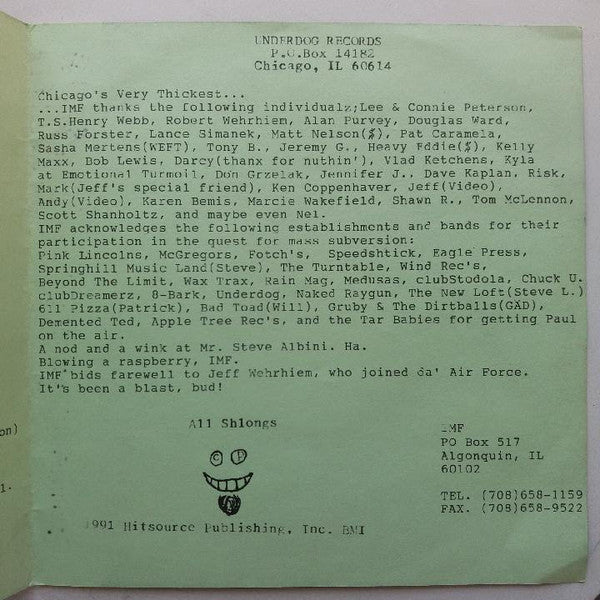 UNDERDOG RECORDS
P.O.Box 14182
Chicago, IL 60614
Chicago's Very Thickest...
...IMF thanks the following individualz;Lee & Connie Peterson,
T.S.Henry Webb, Robert Wehrhiem, Alan Purvey, Douglas Ward,
Russ Forster, Lance Simanek, Matt Nelson($), Pat Caramela,
Sasha Mertens(WEFT), Tony B., Jeremy G., Heavy Eddie($), Kelly
Maxx, Bob Lewis, Darcy(thanx for nuthin'), Vlad Ketchens, Kyla
at Emotional Turmoil, Don Grzelak, Jennifer J., Dave Kaplan, Risk,
Mark(Jeff's special friend), Ken Coppenhaver, Jeff(Video),
Andy(Video), Karen Bemis, Marcie Wakefield, Shawn R., Tom McLennon,
Scott Shanholtz, and maybe even Nel.
IMF acknowledges the following establishments and bands for their
participation in the quest for mass subversion:
Pink Lincolns, McGregors, Fotch's, Speedshtick, Eagle Press,
Springhill Music Land(Steve), The Turntable, Wind Rec's,
Beyond The Limit, Wax Trax, Rain Mag, Medusas, clubStodola, Chuck U.
clubDreamerz, 8-Bark, Underdog, Naked Raygun, The New Loft(Steve L.)
611 Pizza(Patrick), Bad Toad(Will), Gruby & The Dirtballs(GAD),
Demented Ted, Apple Tree Rec's, and the Tar Babies for getting Paul
on the air.
A nod and a wink at Mr. Steve Albini. Ha.
Blowing a raspberry, IMF.
IMF bids farewell to Jeff Wehrhiem, who joined da' Air Force.
It's been a blast, bud!
on)
All Shlongs
© ℗
1.
1991 Hitsource Publishing, Inc. BMI
IMF
PO Box 517
Algonquin, IL
60102
TEL. (708)658-1159
FAX. (708)658-9522